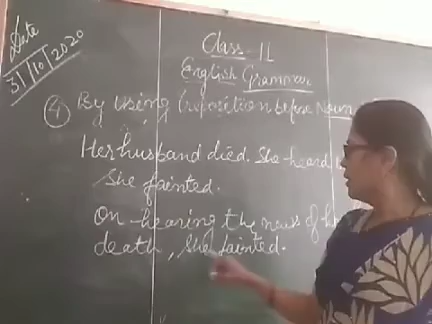 Date
31/10/2020
Class - 11
English Grammar
④ By using Preposition before Noun
Her husband died. She heard
She fainted.
On hearing the news of
death, She fainted.